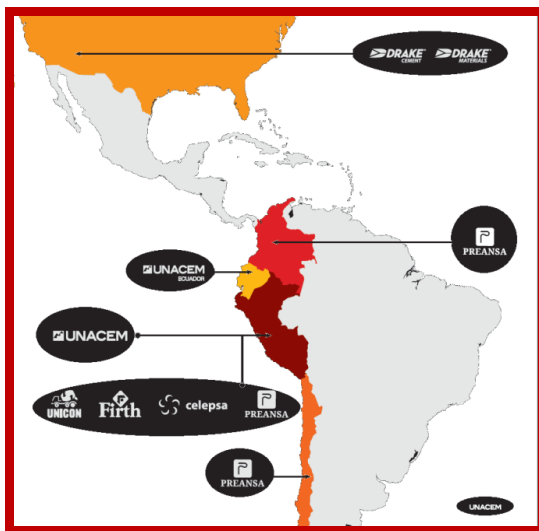 DRAKE CEMENT DRAKE MATERIALS
PREANSA
UNACEM ECUADOR
UNACEM
UNICON Firth celepsa PREANSA
PREANSA
UNACEM